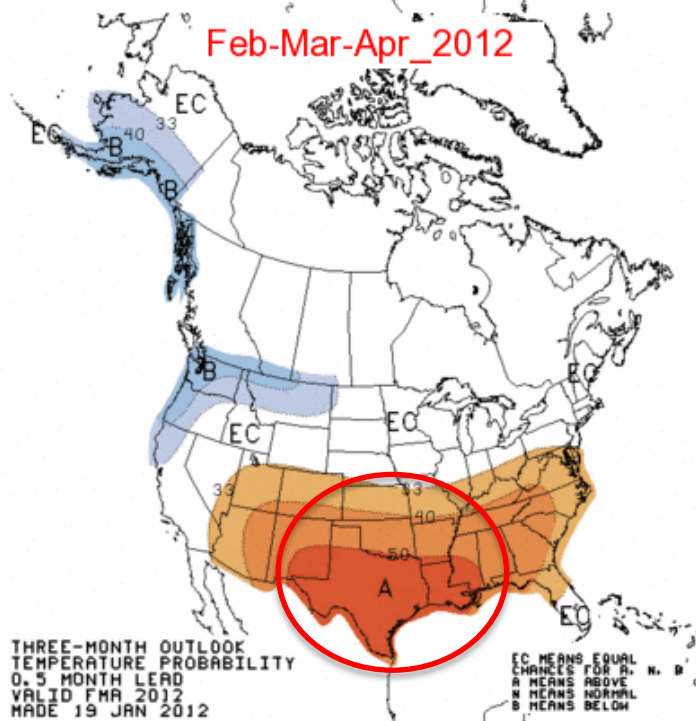 Feb-Mar-Apr_2012
EC
33
40
EC
B
B
B
EC
EC
EC
33
33
40
50
A
EC
THREE-MONTH OUTLOOK
TEMPERATURE PROBABILITY
0.5 MONTH LEAD
VALID FMA 2012
MADE 19 JAN 2012
EC MEANS EQUAL
CHANCES FOR A, N, B
A MEANS ABOVE
N MEANS NORMAL
B MEANS BELOW